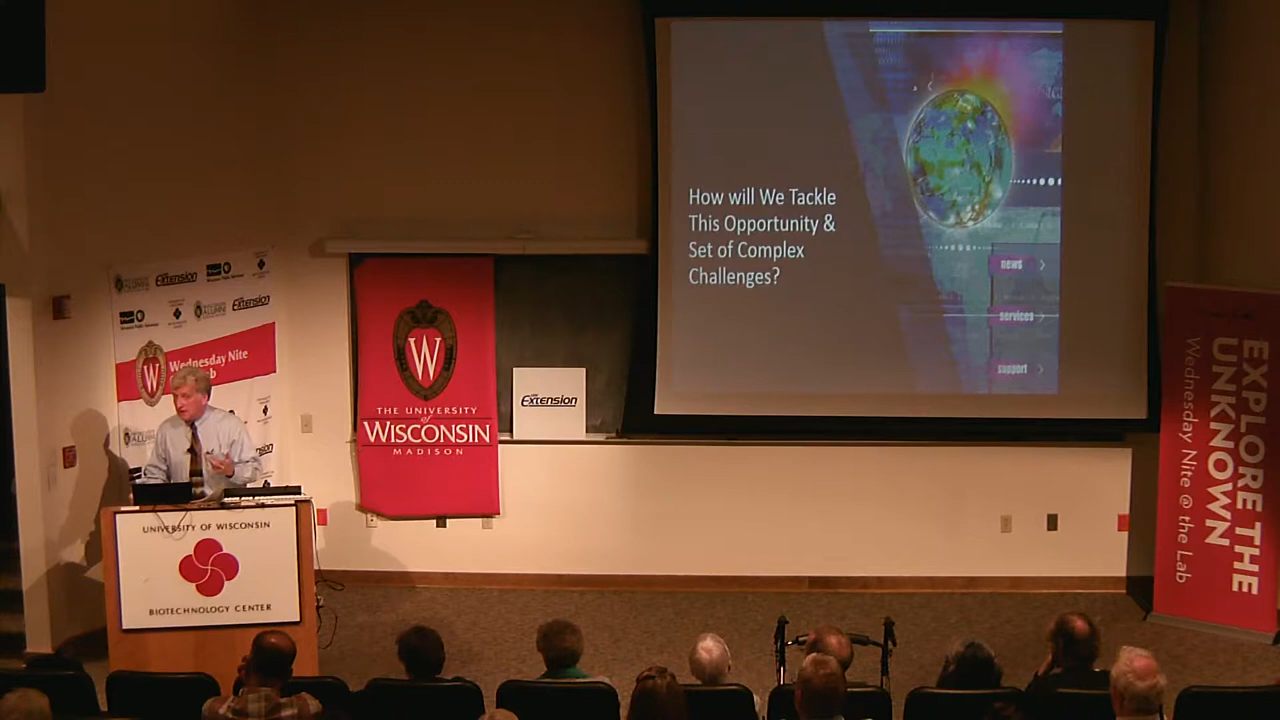 How will We Tackle
This Opportunity &
Set of Complex
Challenges?
news
services
support
Extension
Extension
Wednesday Nite
W
W
THE UNIVERSITY
of
WISCONSIN
MADISON
Extension
UNIVERSITY OF WISCONSIN
BIOTECHNOLOGY CENTER
EXPLORE THE
UNKNOWN
Wednesday Nite @ the Lab